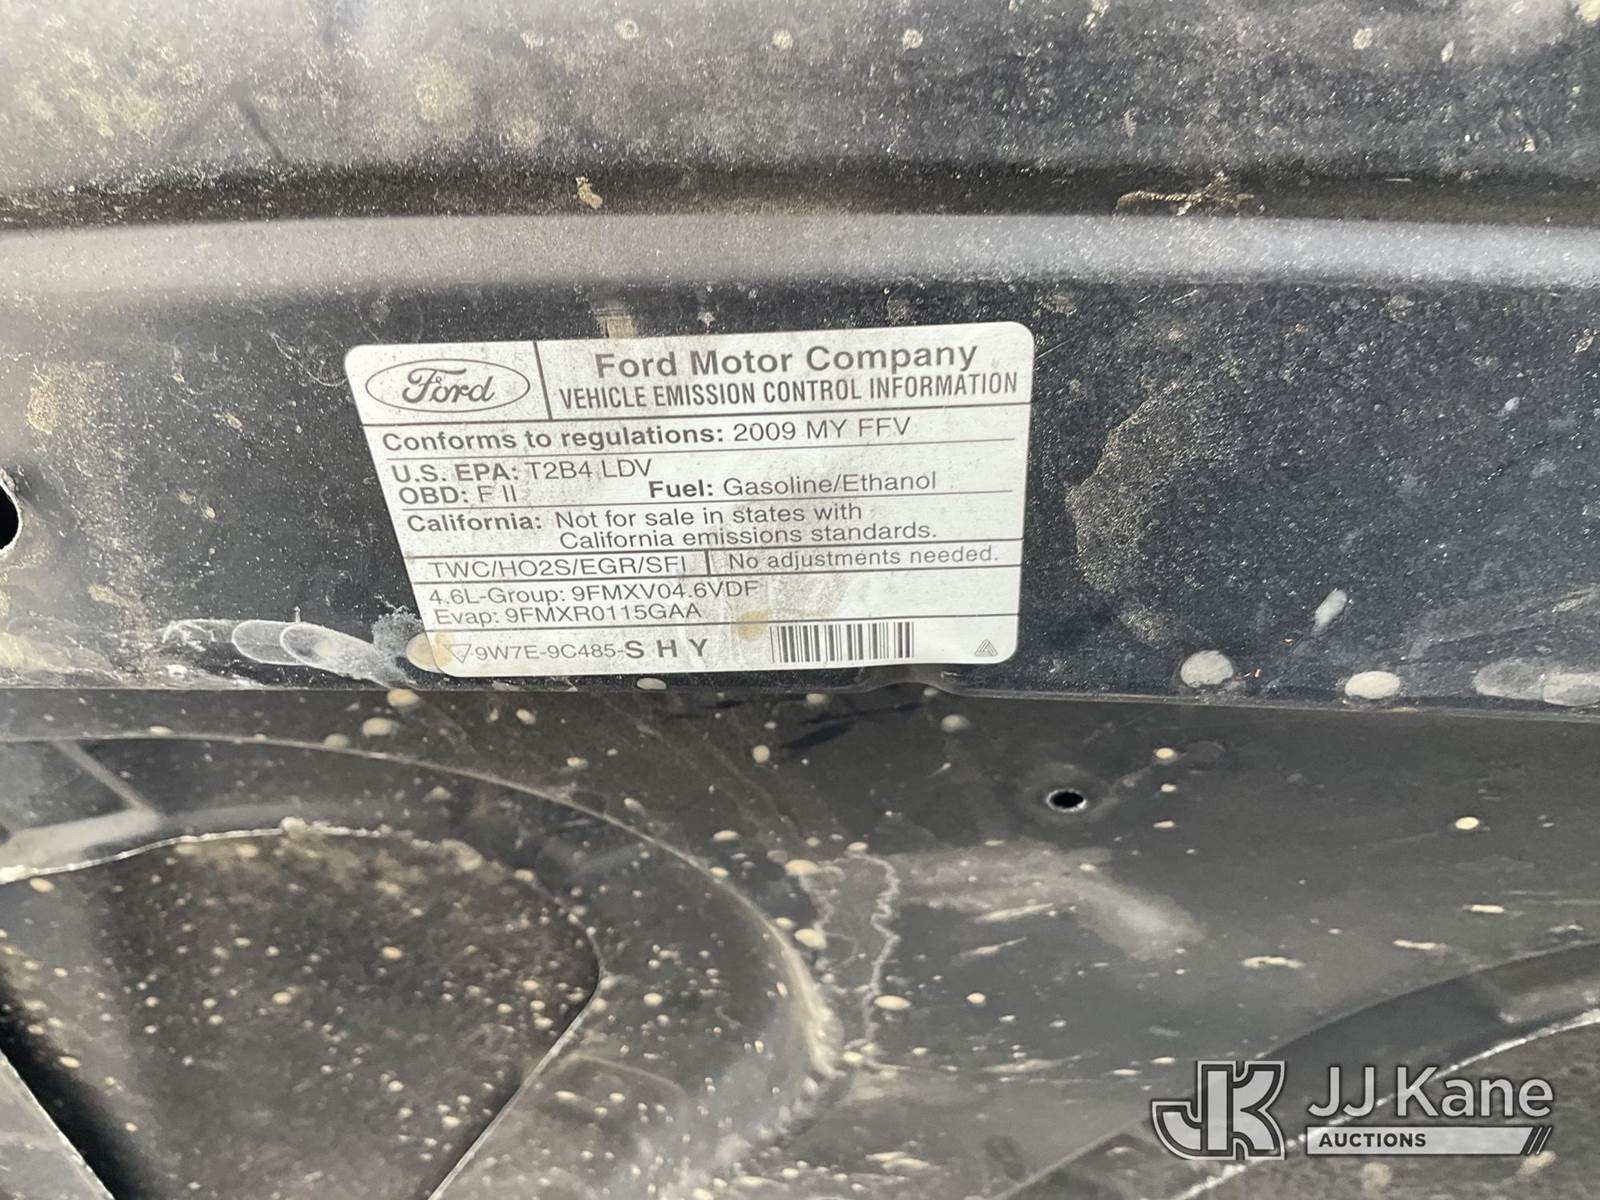 Ford
Ford Motor Company
VEHICLE EMISSION CONTROL INFORMATION
Conforms to regulations: 2009 MY FFV
U.S. EPA: T2B4 LDV
OBD: F II Fuel: Gasoline/Ethanol
California: Not for sale in states with
California emissions standards.
TWC/HO2S/EGR/SFI No adjustments needed.
4.6L-Group: 9FMXV04.6VDF
Evap: 9FMXR0115GAA
9W7E-9C485-S H Y
JK JJ Kane
AUCTIONS